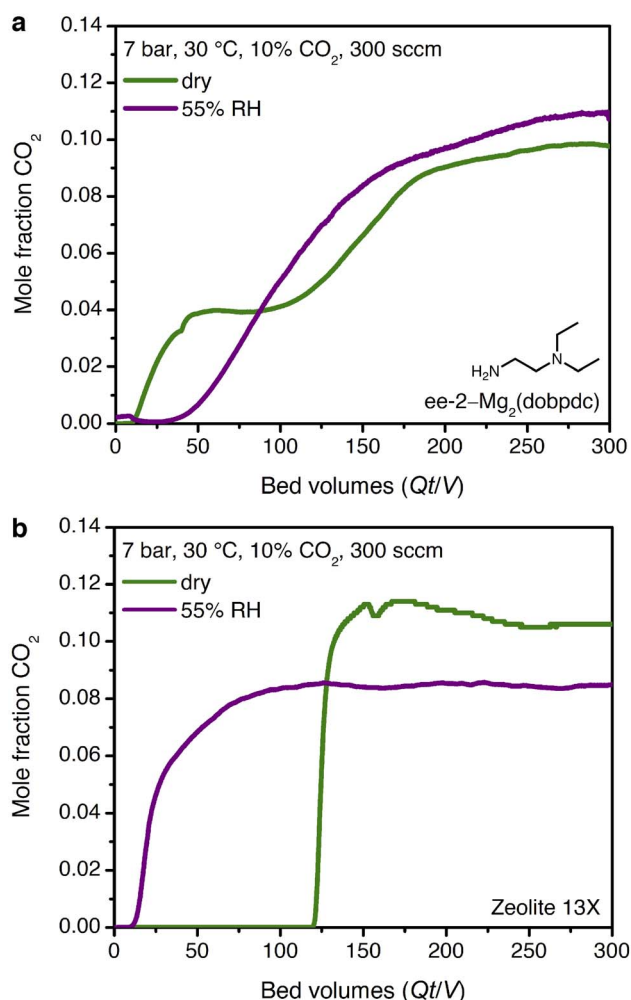 a
7 bar, 30 °C, 10% CO₂, 300 sccm
dry
55% RH
0.14
0.12
0.10
0.08
0.06
0.04
0.02
0.00
Mole fraction CO₂
H₂N
N
ee-2–Mg₂(dobpdc)
0
50
100
150
200
250
300
Bed volumes (Qt/V)
b
7 bar, 30 °C, 10% CO₂, 300 sccm
dry
55% RH
0.14
0.12
0.10
0.08
0.06
0.04
0.02
0.00
Mole fraction CO₂
Zeolite 13X
0
50
100
150
200
250
300
Bed volumes (Qt/V)